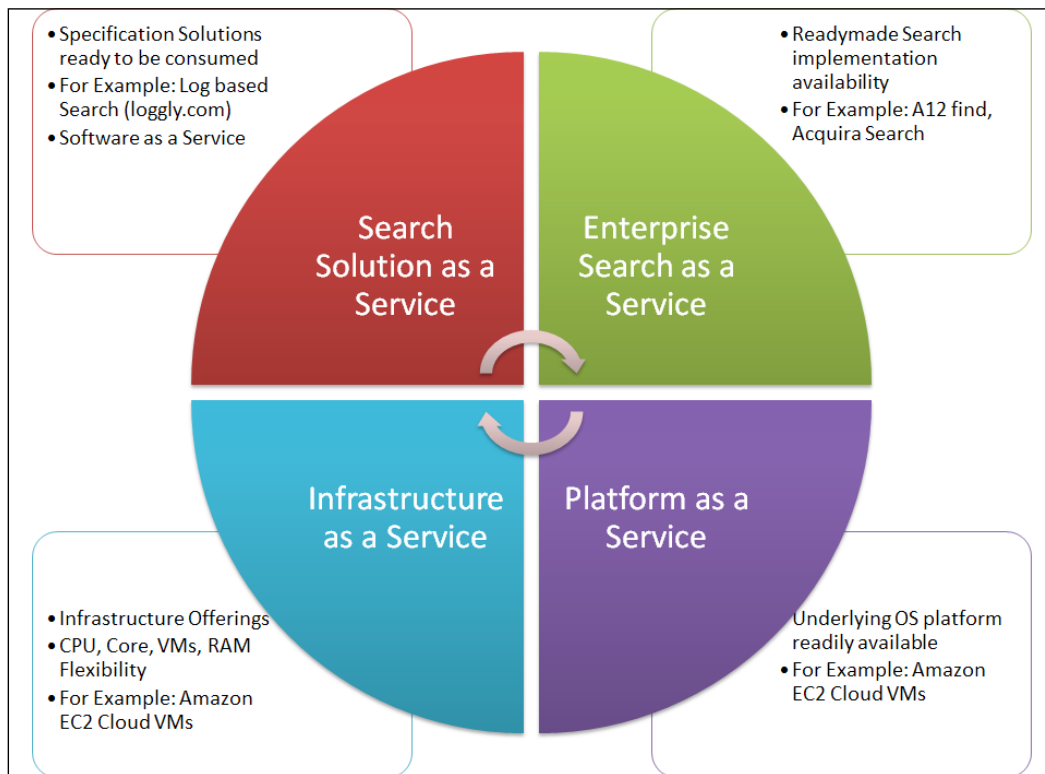 • Specification Solutions
ready to be consumed
• For Example: Log based
Search (loggly.com)
• Software as a Service
• Readymade Search
implementation
availability
• For Example: A12 find,
Acquira Search
Search
Solution as a
Service
Enterprise
Search as a
Service
Infrastructure
as a Service
Platform as a
Service
• Infrastructure Offerings
• CPU, Core, VMs, RAM
Flexibility
• For Example: Amazon
EC2 Cloud VMs
Underlying OS platform
readily available
• For Example: Amazon
EC2 Cloud VMs